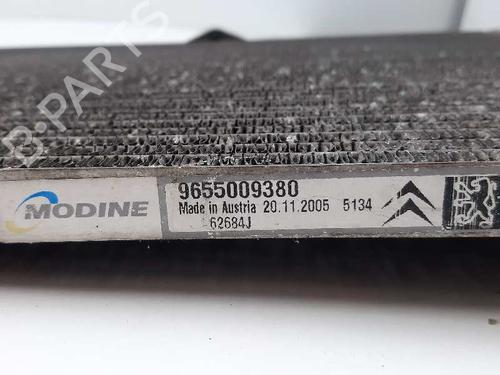 B-PARTS
MODINE
9655009380
Made in Austria 20.11.2005 5134
62684J